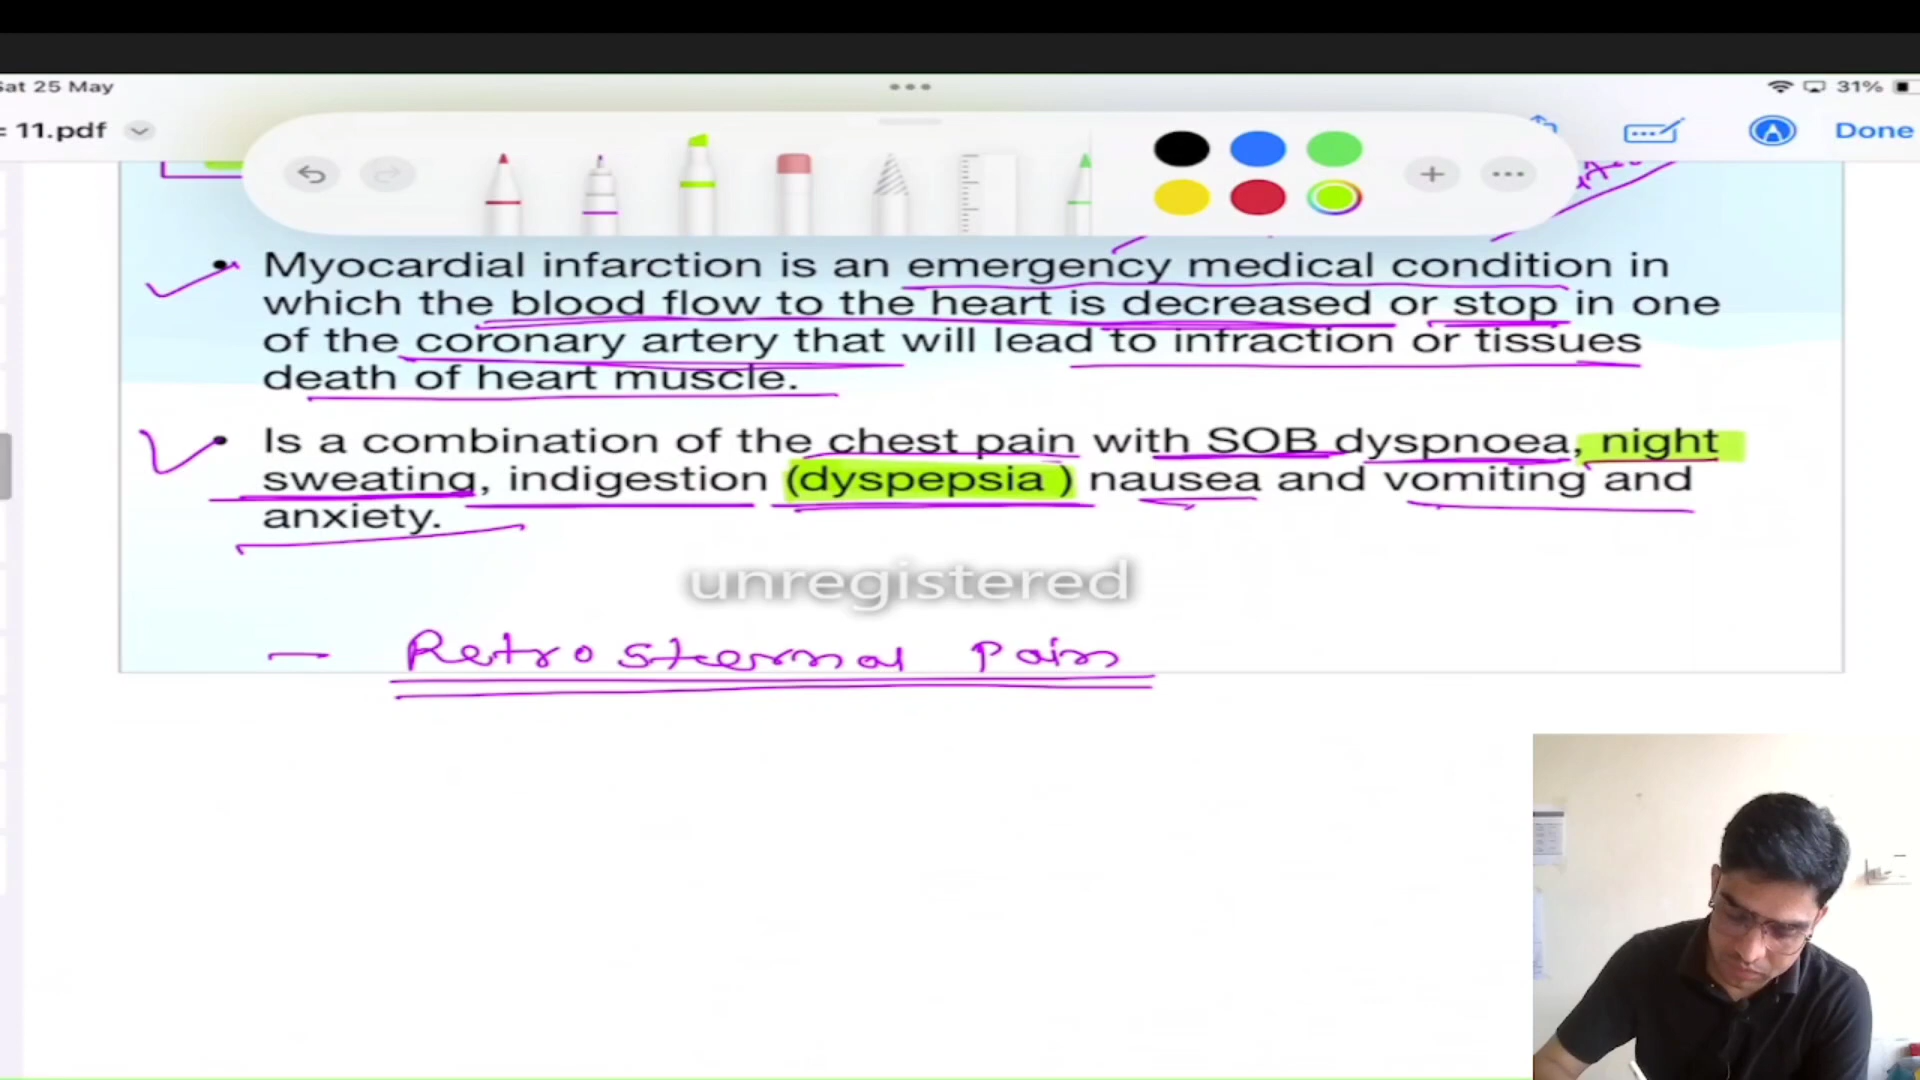 Sat 25 May
31%
= 11.pdf
Done
• Myocardial infarction is an emergency medical condition in
which the blood flow to the heart is decreased or stop in one
of the coronary artery that will lead to infraction or tissues
death of heart muscle.
• Is a combination of the chest pain with SOB dyspnoea, night
sweating, indigestion (dyspepsia ) nausea and vomiting and
anxiety.
unregistered
— Retrosternal Pain